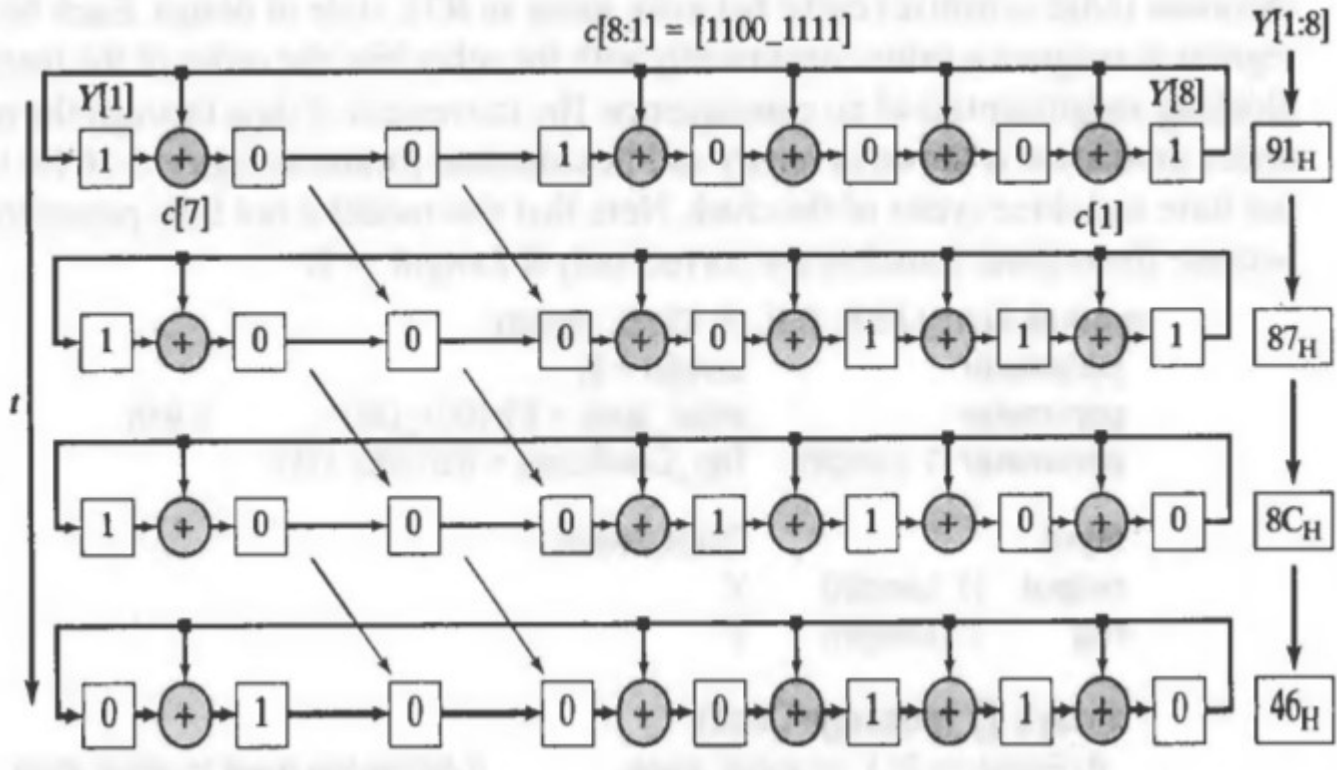 c[8:1] = [1100_1111] Y[1:8]
Y[1] Y[8]
1 + 0 0 1 + 0 + 0 + 0 + 1 91H
c[7] c[1]
1 + 0 0 0 + 0 + 1 + 1 + 1 87H
t
1 + 0 0 0 + 1 + 1 + 0 + 0 8CH
0 + 1 0 0 + 0 + 1 + 1 + 0 46H